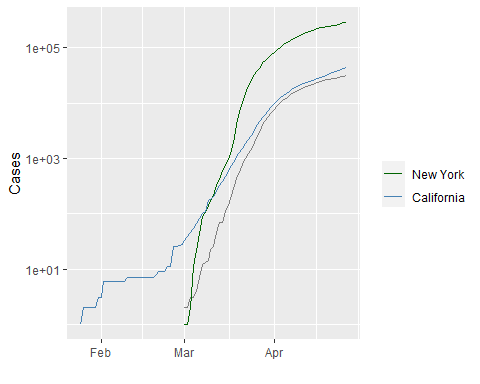 1e+05
1e+03
1e+01
Cases
Feb
Mar
Apr
New York
California